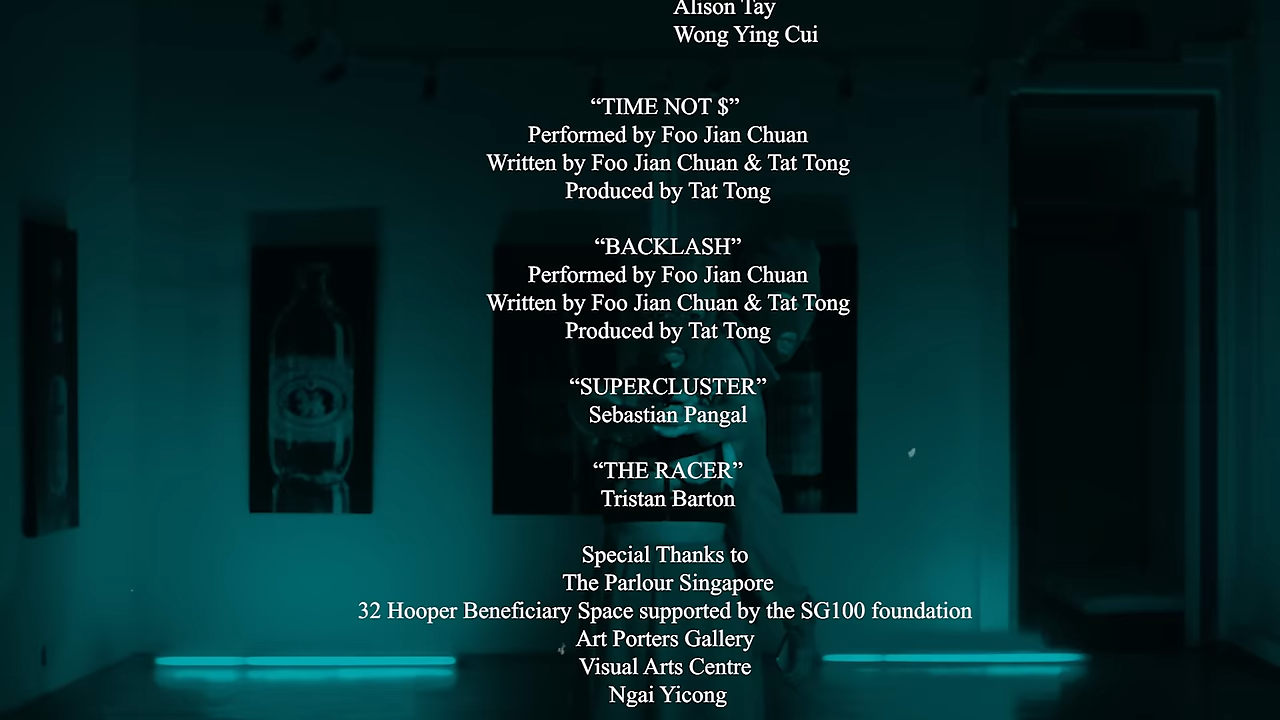 Alison Tay
Wong Ying Cui
“TIME NOT $”
Performed by Foo Jian Chuan
Written by Foo Jian Chuan & Tat Tong
Produced by Tat Tong
“BACKLASH”
Performed by Foo Jian Chuan
Written by Foo Jian Chuan & Tat Tong
Produced by Tat Tong
“SUPERCLUSTER”
Sebastian Pangal
“THE RACER”
Tristan Barton
Special Thanks to
The Parlour Singapore
32 Hooper Beneficiary Space supported by the SG100 foundation
Art Porters Gallery
Visual Arts Centre
Ngai Yicong